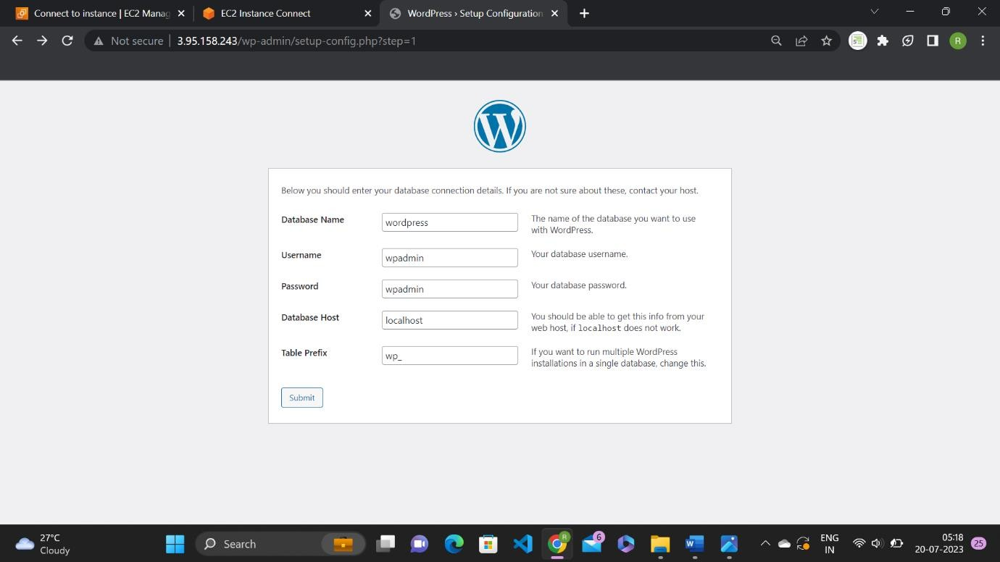 Connect to instance | EC2 Manag
EC2 Instance Connect
WordPress › Setup Configuration
Not secure
3.95.158.243/wp-admin/setup-config.php?step=1
R
Below you should enter your database connection details. If you are not sure about these, contact your host.
Database Name
wordpress
The name of the database you want to use
with WordPress.
Username
wpadmin
Your database username.
Password
wpadmin
Your database password.
Database Host
localhost
You should be able to get this info from your
web host, if localhost does not work.
Table Prefix
wp_
If you want to run multiple WordPress
installations in a single database, change this.
Submit
27°C
Cloudy
Search
R
6
ENG
IN
05:18
20-07-2023
25